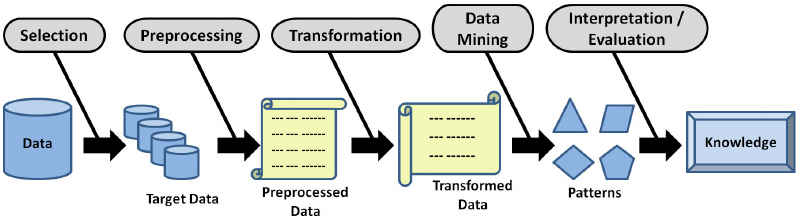 Selection
Preprocessing
Transformation
Data
Mining
Interpretation /
Evaluation
Data
Target Data
Preprocessed
Data
Transformed
Data
Patterns
Knowledge